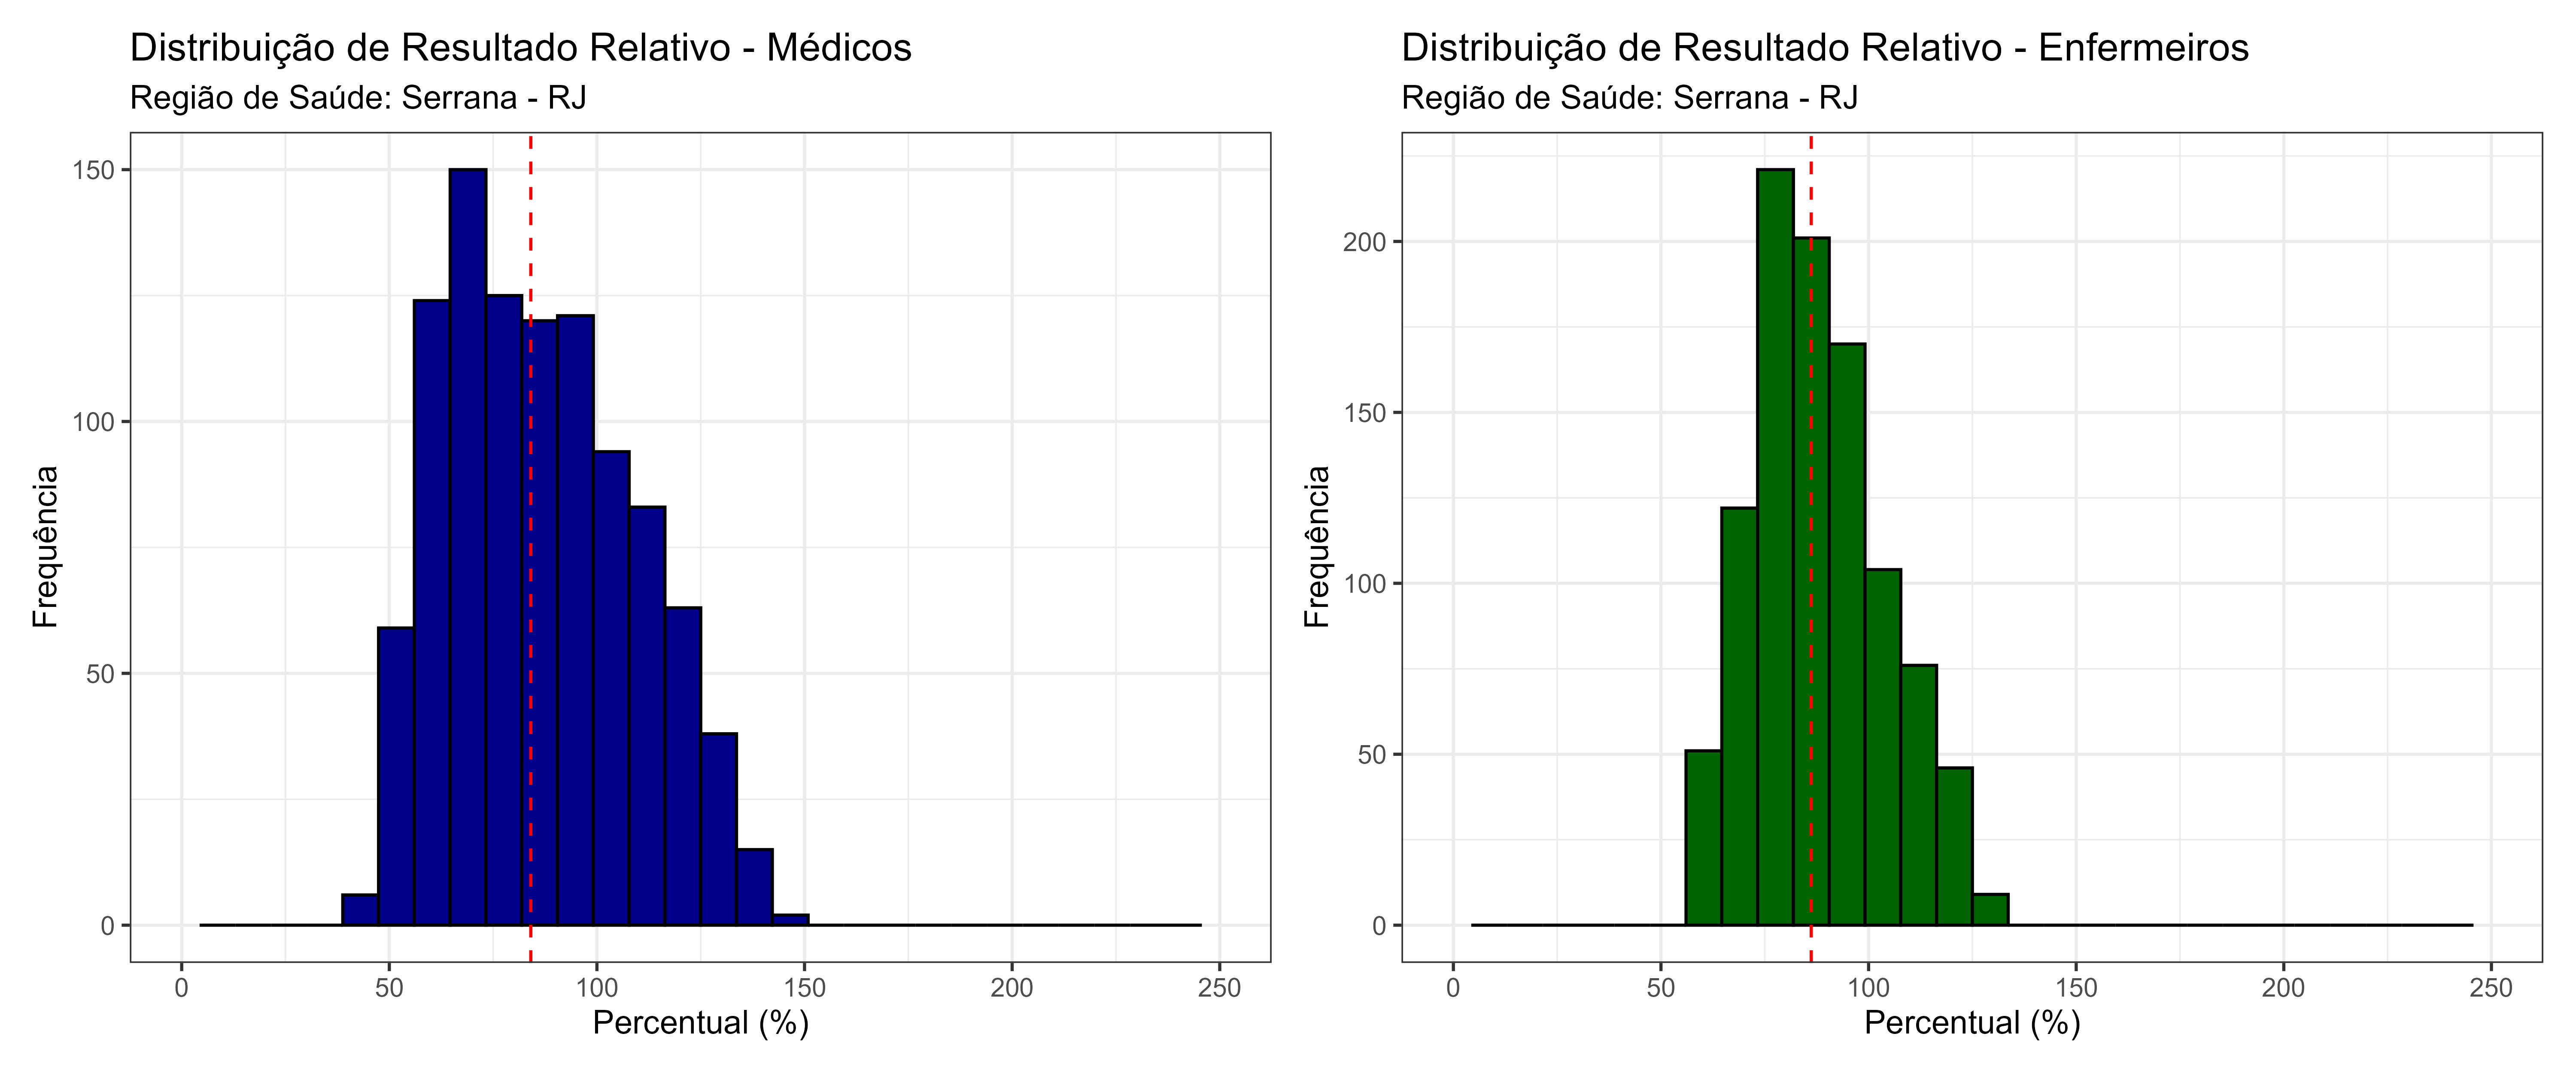 Distribuição de Resultado Relativo - Médicos
Região de Saúde: Serrana - RJ
Frequência
150
100
50
0
0 50 100 150 200 250
Percentual (%)
Distribuição de Resultado Relativo - Enfermeiros
Região de Saúde: Serrana - RJ
Frequência
200
150
100
50
0
0 50 100 150 200 250
Percentual (%)